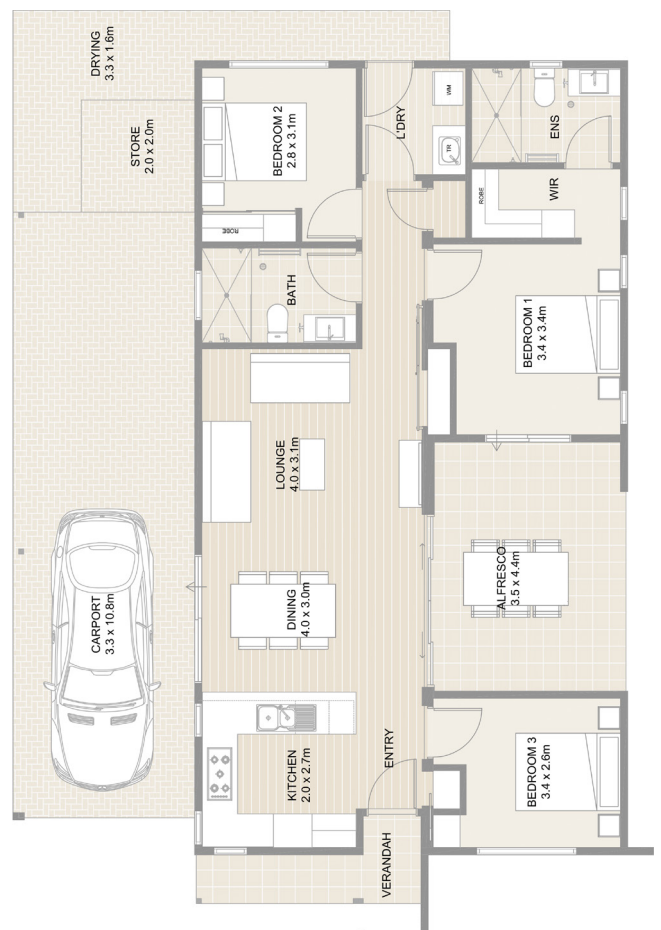 DRYING
3.3 x 1.6m
STORE
2.0 x 2.0m
BEDROOM 2
2.8 x 3.1m
L'DRY
WM
TR
ENS
WIR
ROBE
ROBE
BATH
BEDROOM 1
3.4 x 3.4m
LOUNGE
4.0 x 3.1m
ALFRESCO
3.5 x 4.4m
CARPORT
3.3 x 10.8m
DINING
4.0 x 3.0m
KITCHEN
2.0 x 2.7m
ENTRY
BEDROOM 3
3.4 x 2.6m
VERANDAH